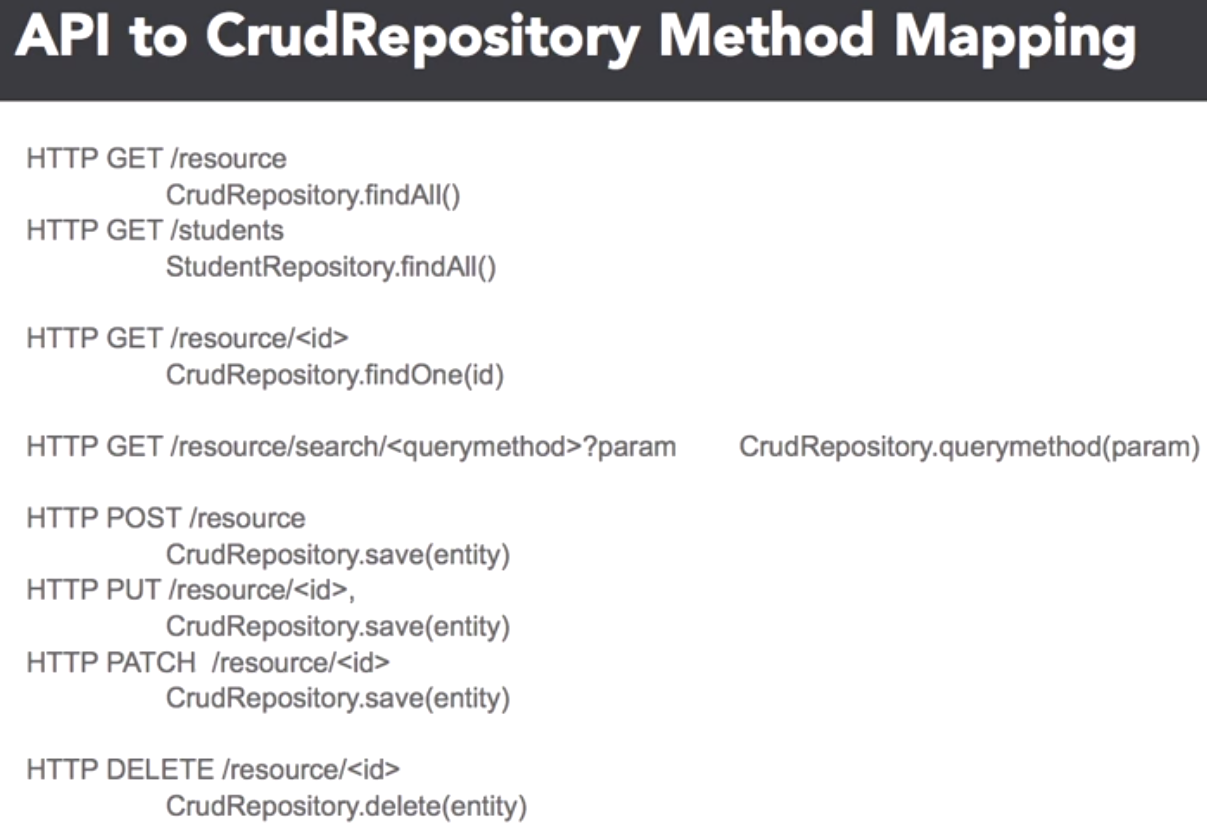 API to CrudRepository Method Mapping
HTTP GET /resource
CrudRepository.findAll()
HTTP GET /students
StudentRepository.findAll()
HTTP GET /resource/<id>
CrudRepository.findOne(id)
HTTP GET /resource/search/<querymethod>?param CrudRepository.querymethod(param)
HTTP POST /resource
CrudRepository.save(entity)
HTTP PUT /resource/<id>,
CrudRepository.save(entity)
HTTP PATCH /resource/<id>
CrudRepository.save(entity)
HTTP DELETE /resource/<id>
CrudRepository.delete(entity)